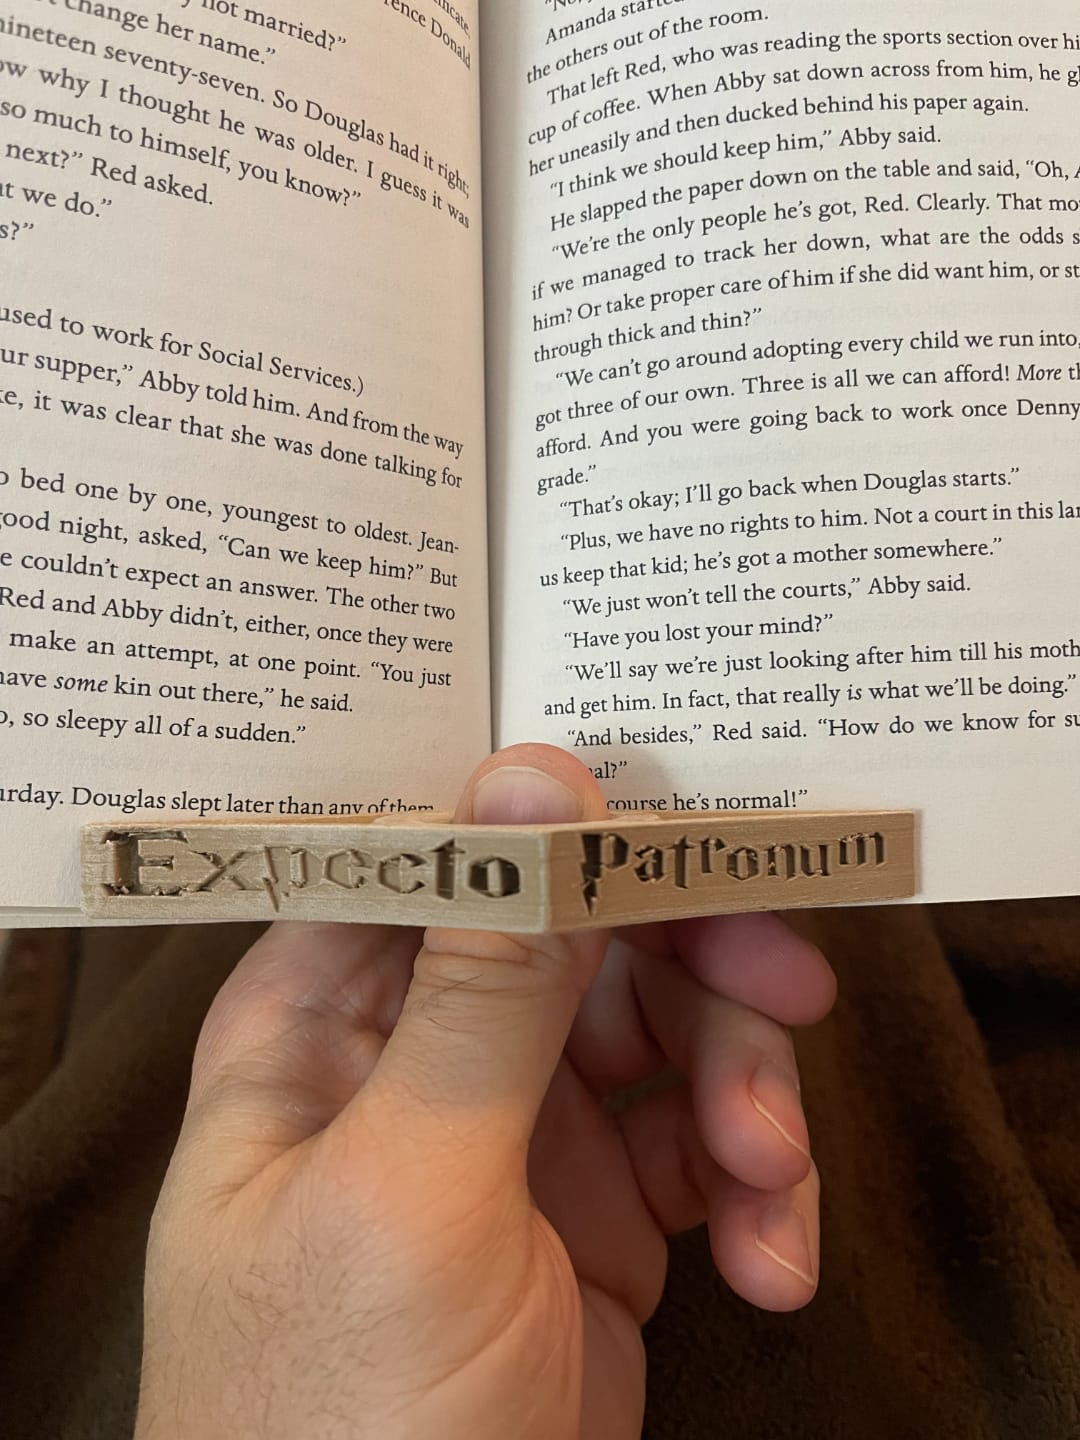 not married?"
change her name."
nineteen seventy-seven. So Douglas had it right;
why I thought he was older. I guess it was
so much to himself, you know?"
next?" Red asked.
we do."
used to work for Social Services.)
supper," Abby told him. And from the way
it was clear that she was done talking for
bed one by one, youngest to oldest. Jean-
good night, asked, "Can we keep him?" But
couldn't expect an answer. The other two
Red and Abby didn't, either, once they were
make an attempt, at one point. "You just
have some kin out there," he said.
so sleepy all of a sudden."
Douglas slept later than any of them
Donald
Amanda
the others out of the room.
That left Red, who was reading the sports section over
cup of coffee. When Abby sat down across from him, he
her uneasily and then ducked behind his paper again.
"I think we should keep him," Abby said.
He slapped the paper down on the table and said, "Oh,
"We're the only people he's got, Red. Clearly. That
if we managed to track her down, what are the odds
him? Or take proper care of him if she did want him, or
through thick and thin?"
"We can't go around adopting every child we run into,
got three of our own. Three is all we can afford! More
afford. And you were going back to work once Denny
grade."
"That's okay; I'll go back when Douglas starts."
"Plus, we have no rights to him. Not a court in this
us keep that kid; he's got a mother somewhere."
"We just won't tell the courts," Abby said.
"Have you lost your mind?"
"We'll say we're just looking after him till his
and get him. In fact, that really is what we'll be doing."
"And besides," Red said. "How do we know for
course he's normal!"
Expecto Patronum